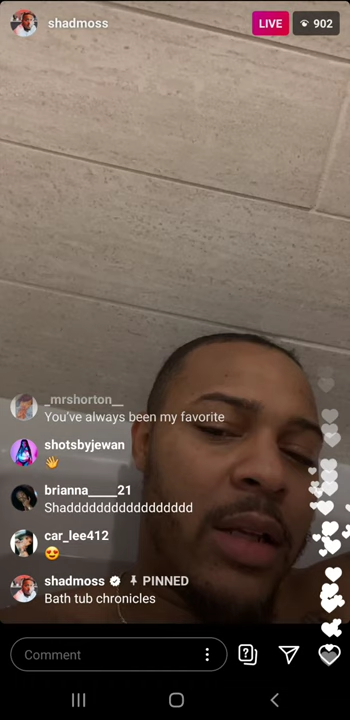 shadmoss
LIVE
902
_mrshorton__
You've always been my favorite
shotsbyjewan
👋
brianna____21
Shaddddddddddddddddd
car_lee412
😍
shadmoss PINNED
Bath tub chronicles
Comment